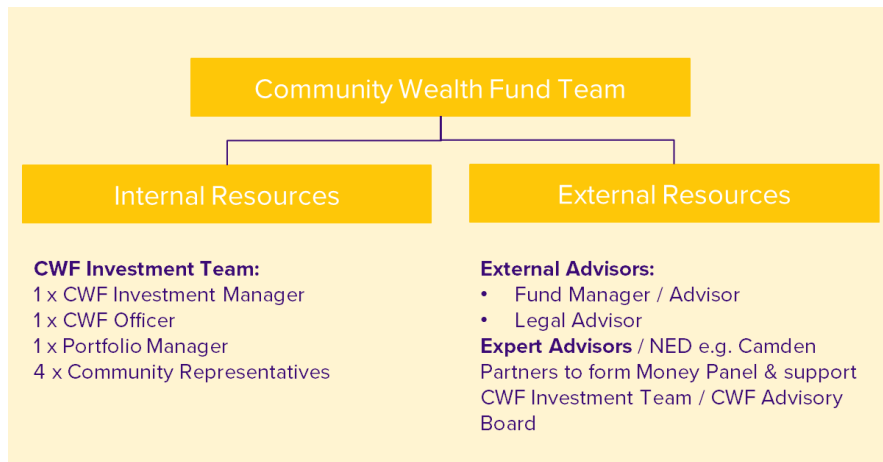 Community Wealth Fund Team
Internal Resources
CWF Investment Team:
1 x CWF Investment Manager
1 x CWF Officer
1 x Portfolio Manager
4 x Community Representatives
External Resources
External Advisors:
• Fund Manager / Advisor
• Legal Advisor
Expert Advisors / NED e.g. Camden
Partners to form Money Panel & support
CWF Investment Team / CWF Advisory
Board